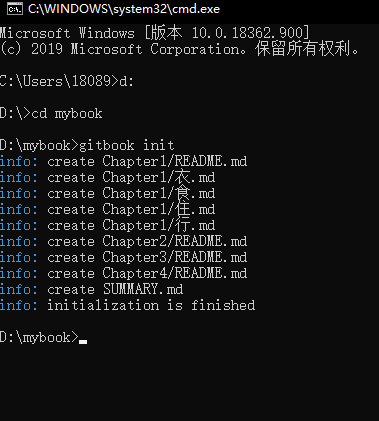 C:\WINDOWS\system32\cmd.exe
Microsoft Windows [版本 10.0.18362.900]
(c) 2019 Microsoft Corporation。保留所有权利。
C:\Users\18089>d:
D:\>cd mybook
D:\mybook>gitbook init
info: create Chapter1/README.md
info: create Chapter1/衣.md
info: create Chapter1/食.md
info: create Chapter1/住.md
info: create Chapter1/行.md
info: create Chapter2/README.md
info: create Chapter3/README.md
info: create Chapter4/README.md
info: create SUMMARY.md
info: initialization is finished
D:\mybook>